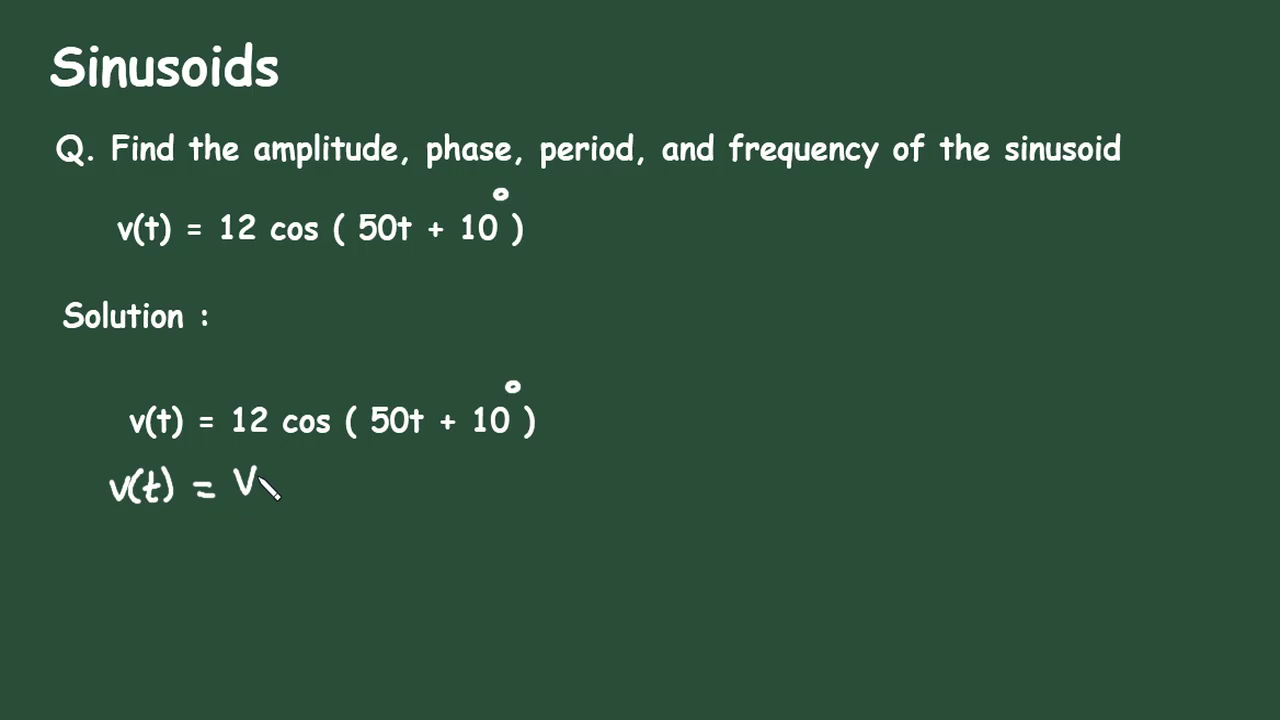 Sinusoids
Q. Find the amplitude, phase, period, and frequency of the sinusoid
v(t) = 12 cos ( 50t + 10° )
Solution :
v(t) = 12 cos ( 50t + 10° )
v(t) = V